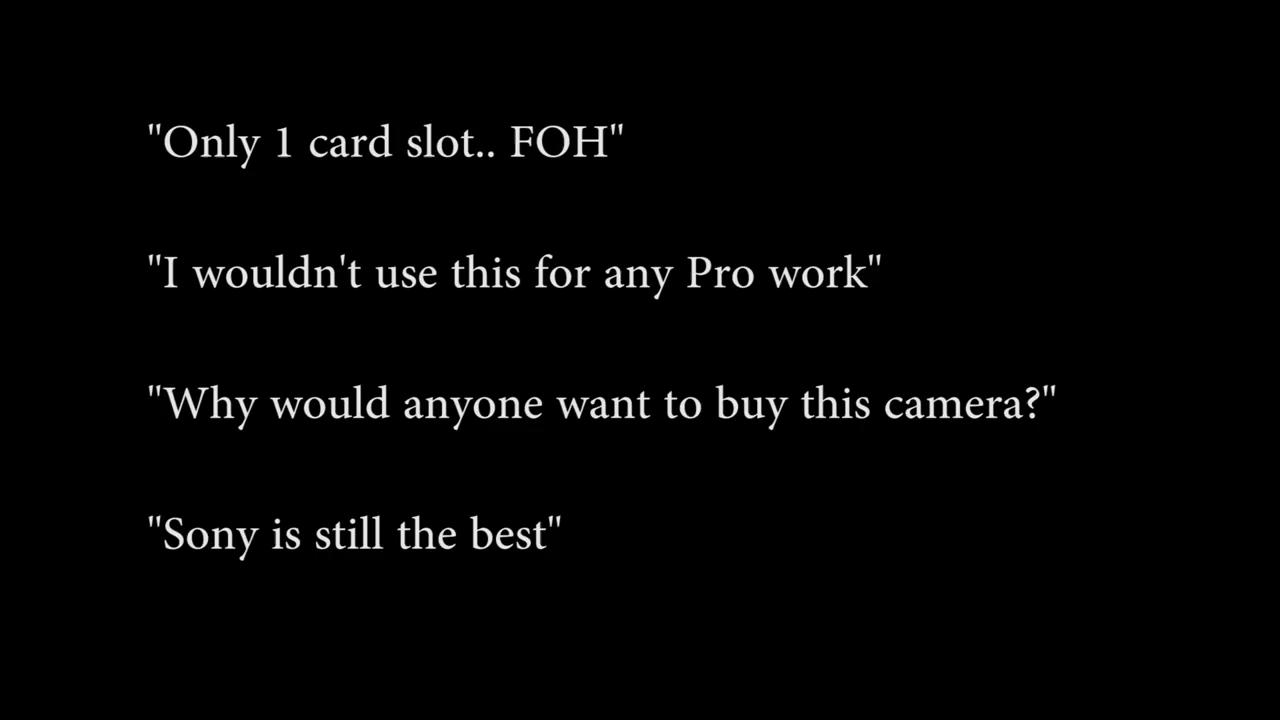 "Only 1 card slot.. FOH"
"I wouldn't use this for any Pro work"
"Why would anyone want to buy this camera?"
"Sony is still the best"